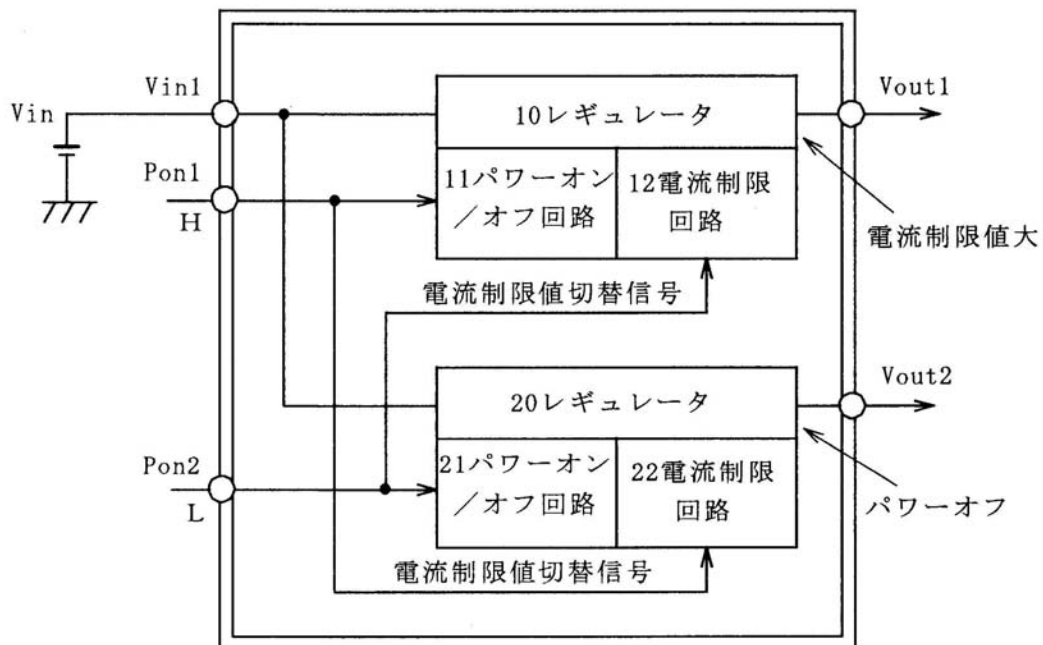 Vin
Vin1
10レギュレータ
Vout1
Pon1
H
11パワーオン
／オフ回路
12電流制限
回路
電流制限値大
電流制限値切替信号
20レギュレータ
Vout2
Pon2
L
21パワーオン
／オフ回路
22電流制限
回路
パワーオフ
電流制限値切替信号